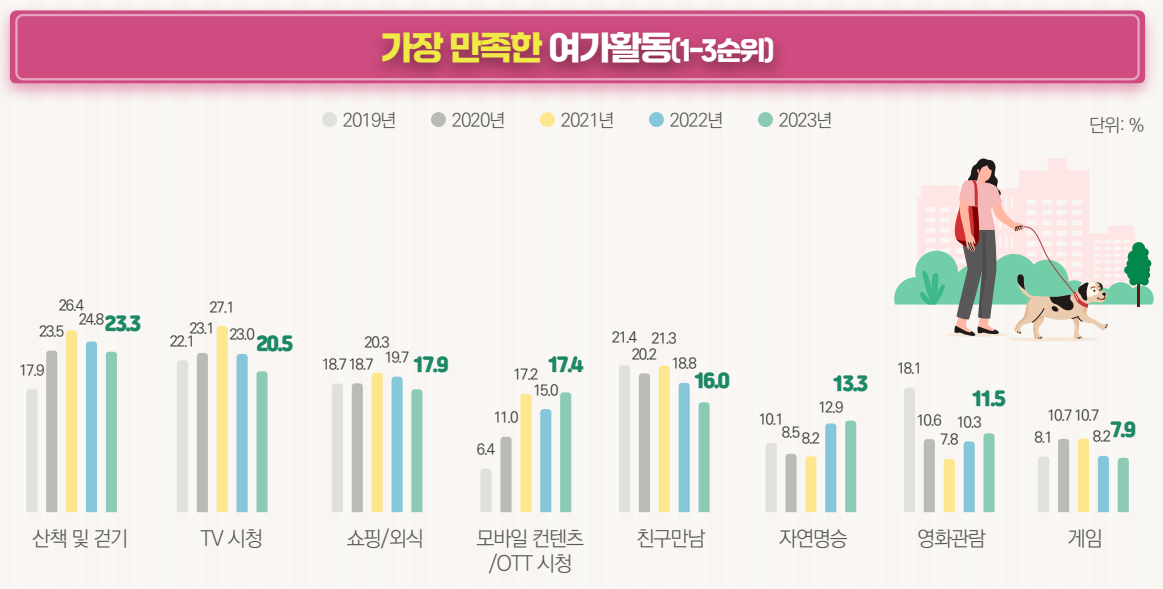 가장 만족한 여가활동(1-3순위)
2019년 2020년 2021년 2022년 2023년
단위: %
17.9 23.5 26.4 24.8 23.3
22.1 23.1 27.1 23.0 20.5
18.7 18.7 20.3 19.7 17.9
6.4 11.0 17.2 15.0 17.4
21.4 20.2 21.3 18.8 16.0
10.1 8.5 8.2 12.9 13.3
18.1 10.6 7.8 10.3 11.5
8.1 10.7 10.7 8.2 7.9
산책 및 걷기
TV 시청
쇼핑/외식
모바일 컨텐츠
/OTT 시청
친구만남
자연명승
영화관람
게임